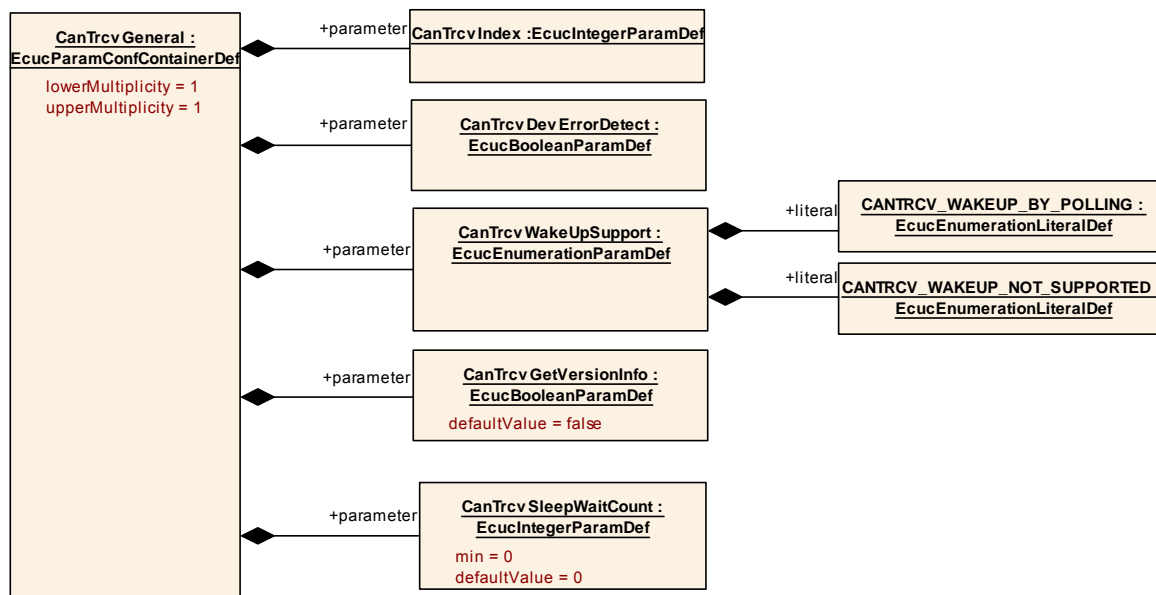 CanTrcvGeneral :
EcucParamConfContainerDef
lowerMultiplicity = 1
upperMultiplicity = 1
+parameter
CanTrcvIndex :EcucIntegerParamDef
+parameter
CanTrcvDevErrorDetect :
EcucBooleanParamDef
+parameter
CanTrcvWakeUpSupport :
EcucEnumerationParamDef
+literal
CANTRCV_WAKEUP_BY_POLLING :
EcucEnumerationLiteralDef
+literal
CANTRCV_WAKEUP_NOT_SUPPORTED
EcucEnumerationLiteralDef
+parameter
CanTrcvGetVersionInfo :
EcucBooleanParamDef
defaultValue = false
+parameter
CanTrcvSleepWaitCount :
EcucIntegerParamDef
min = 0
defaultValue = 0